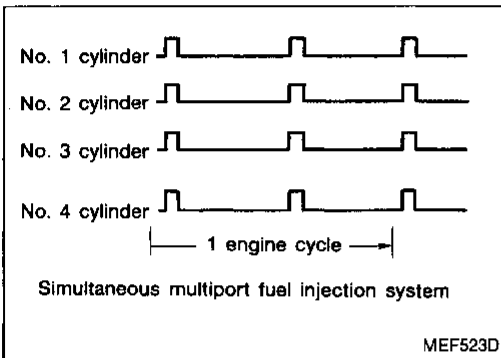 No. 1 cylinder
No. 2 cylinder
No. 3 cylinder
No. 4 cylinder
1 engine cycle
Simultaneous multiport fuel injection system
MEF523D